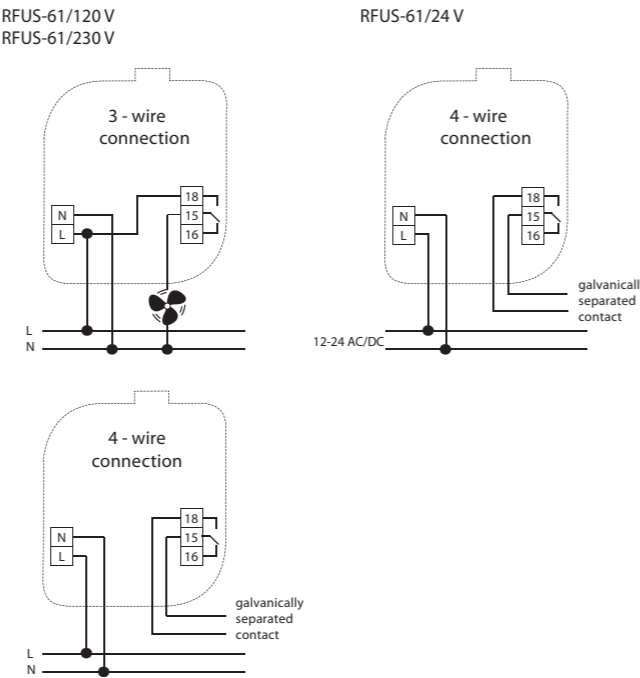 RFUS-61/120 V
RFUS-61/230 V
3 - wire
connection
18
N
15
L
16
L
N
RFUS-61/24 V
4 - wire
connection
18
N
15
L
16
galvanicall
separated
contact
12-24 AC/DC
4 - wire
connection
18
N
15
L
16
galvanically
separated
contact
L
N